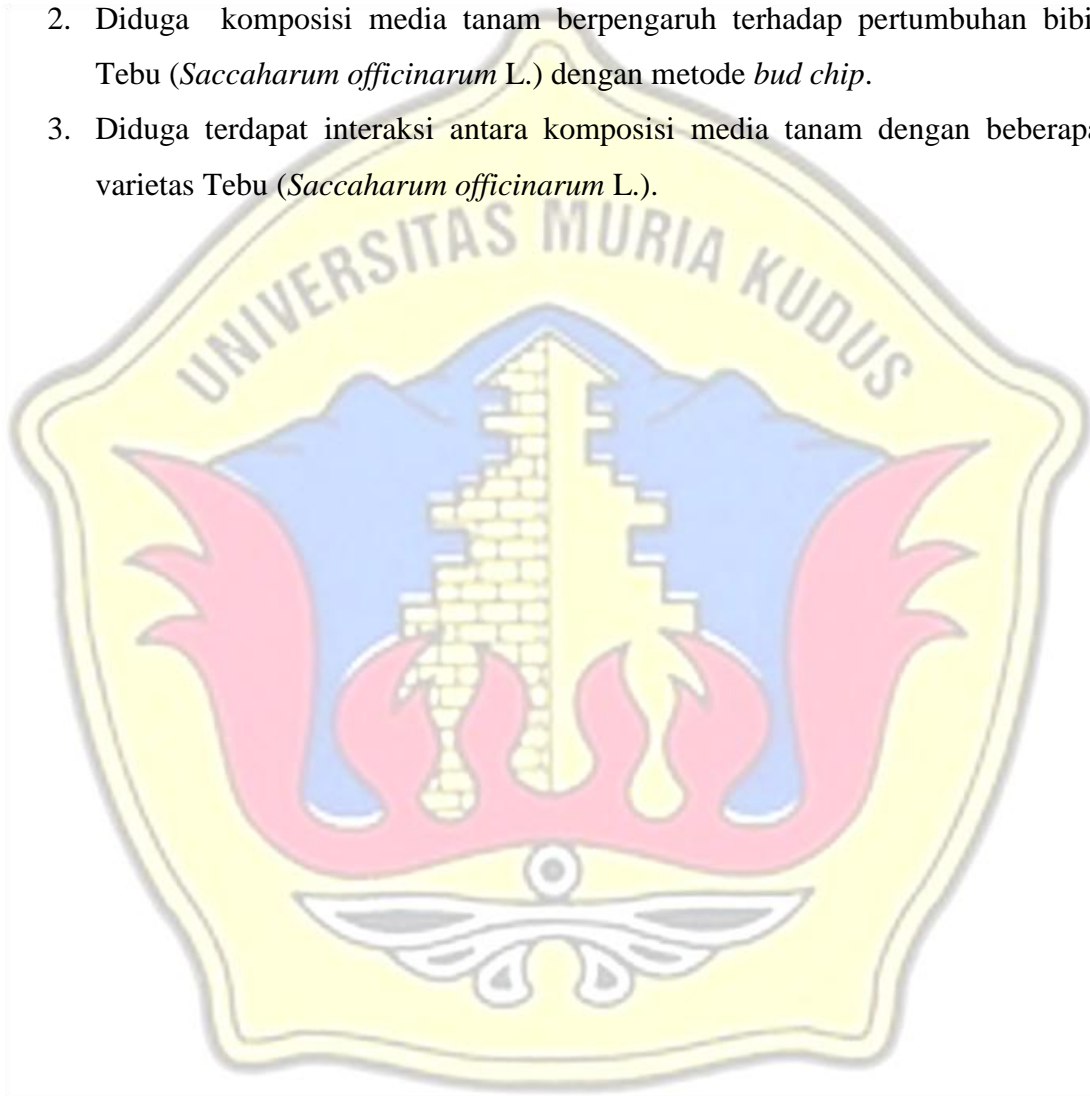 2. Diduga komposisi media tanam berpengaruh terhadap pertumbuhan bibi
Tebu (Saccaharum officinarum L.) dengan metode bud chip.
3. Diduga terdapat interaksi antara komposisi media tanam dengan beberapa
varietas Tebu (Saccaharum officinarum L.).
UNIVERSITAS MURIA KUDUS